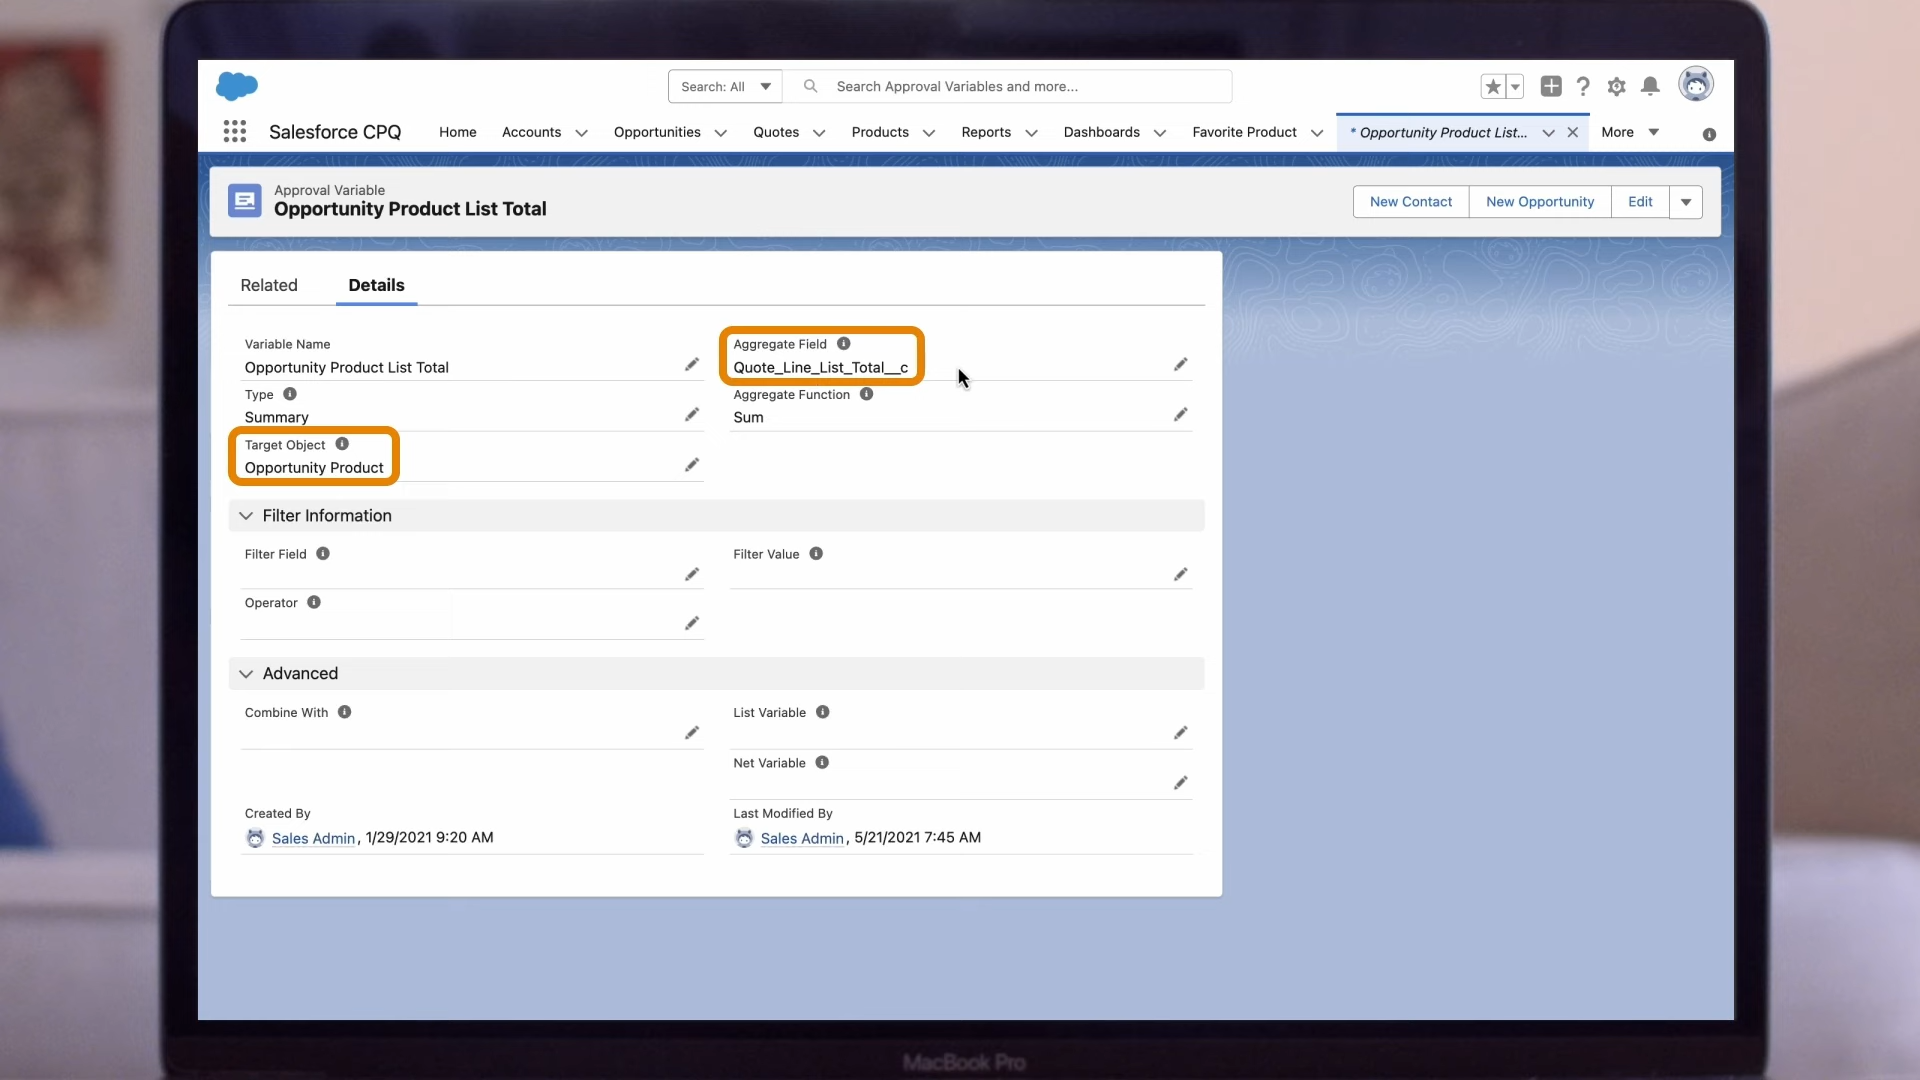 Search: All
Search Approval Variables and more...
Salesforce CPQ
Home
Accounts
Opportunities
Quotes
Products
Reports
Dashboards
Favorite Product
* Opportunity Product List...
More
Approval Variable
Opportunity Product List Total
New Contact
New Opportunity
Edit
Related
Details
Variable Name
Opportunity Product List Total
Aggregate Field
Quote_Line_List_Total__c
Type
Summary
Aggregate Function
Sum
Target Object
Opportunity Product
Filter Information
Filter Field
Filter Value
Operator
Advanced
Combine With
List Variable
Net Variable
Created By
Sales Admin, 1/29/2021 9:20 AM
Last Modified By
Sales Admin, 5/21/2021 7:45 AM
MacBook Pro